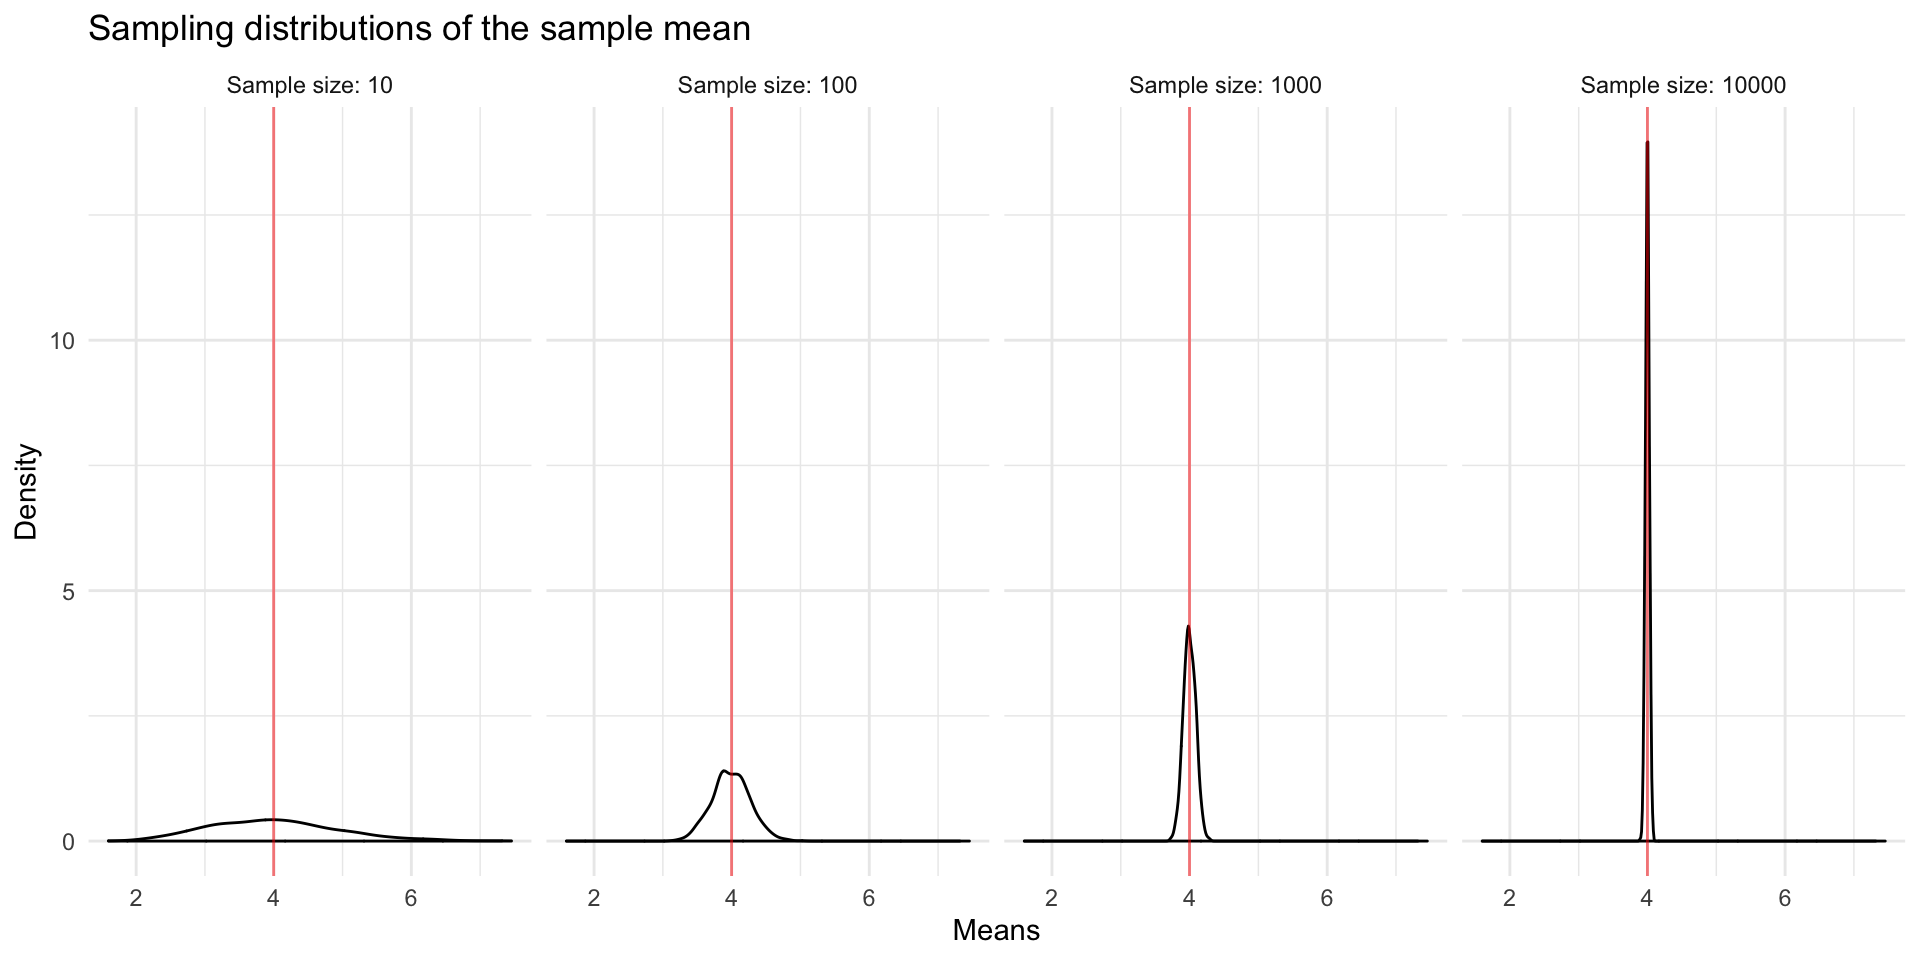 Sampling distributions of the sample mean
Sample size: 10
Sample size: 100
Sample size: 1000
Sample size: 10000
Density
10
5
0
2 4 6
2 4 6
2 4 6
2 4 6
Means